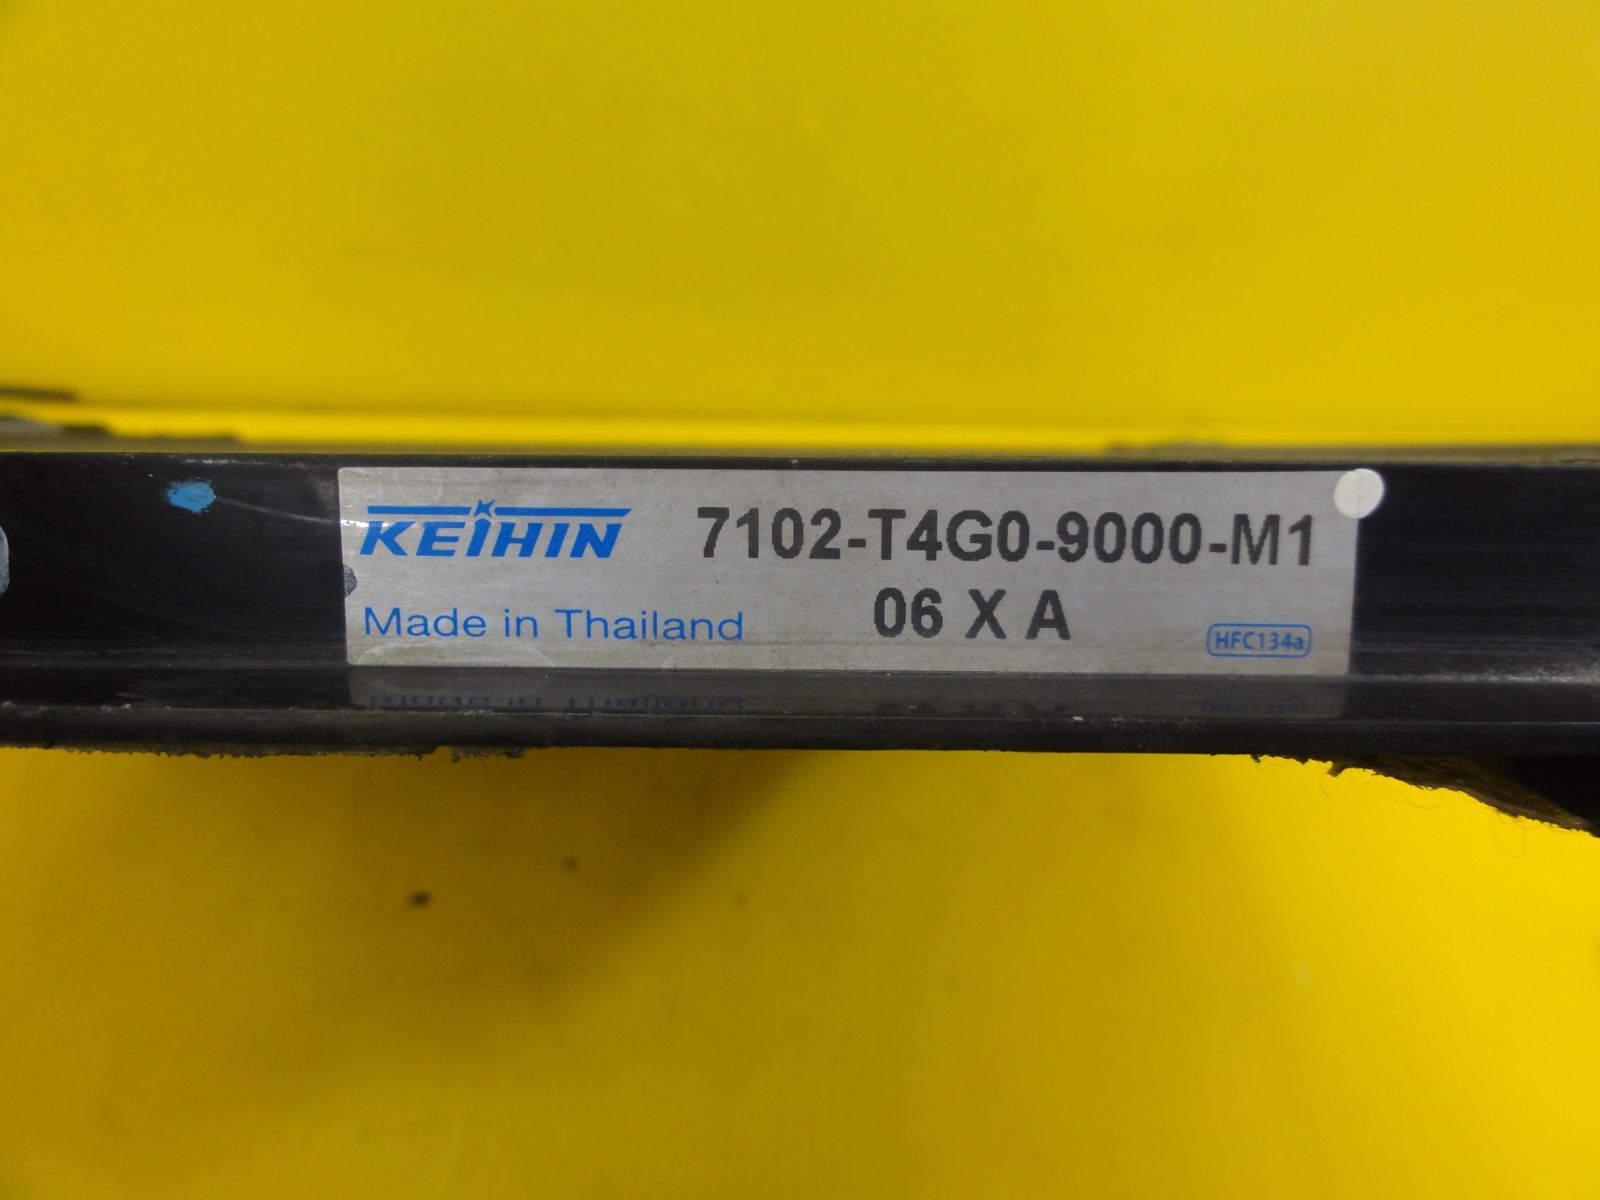 KEIHIN 7102-T4G0-9000-M1
06 X A
Made in Thailand
HFC134a